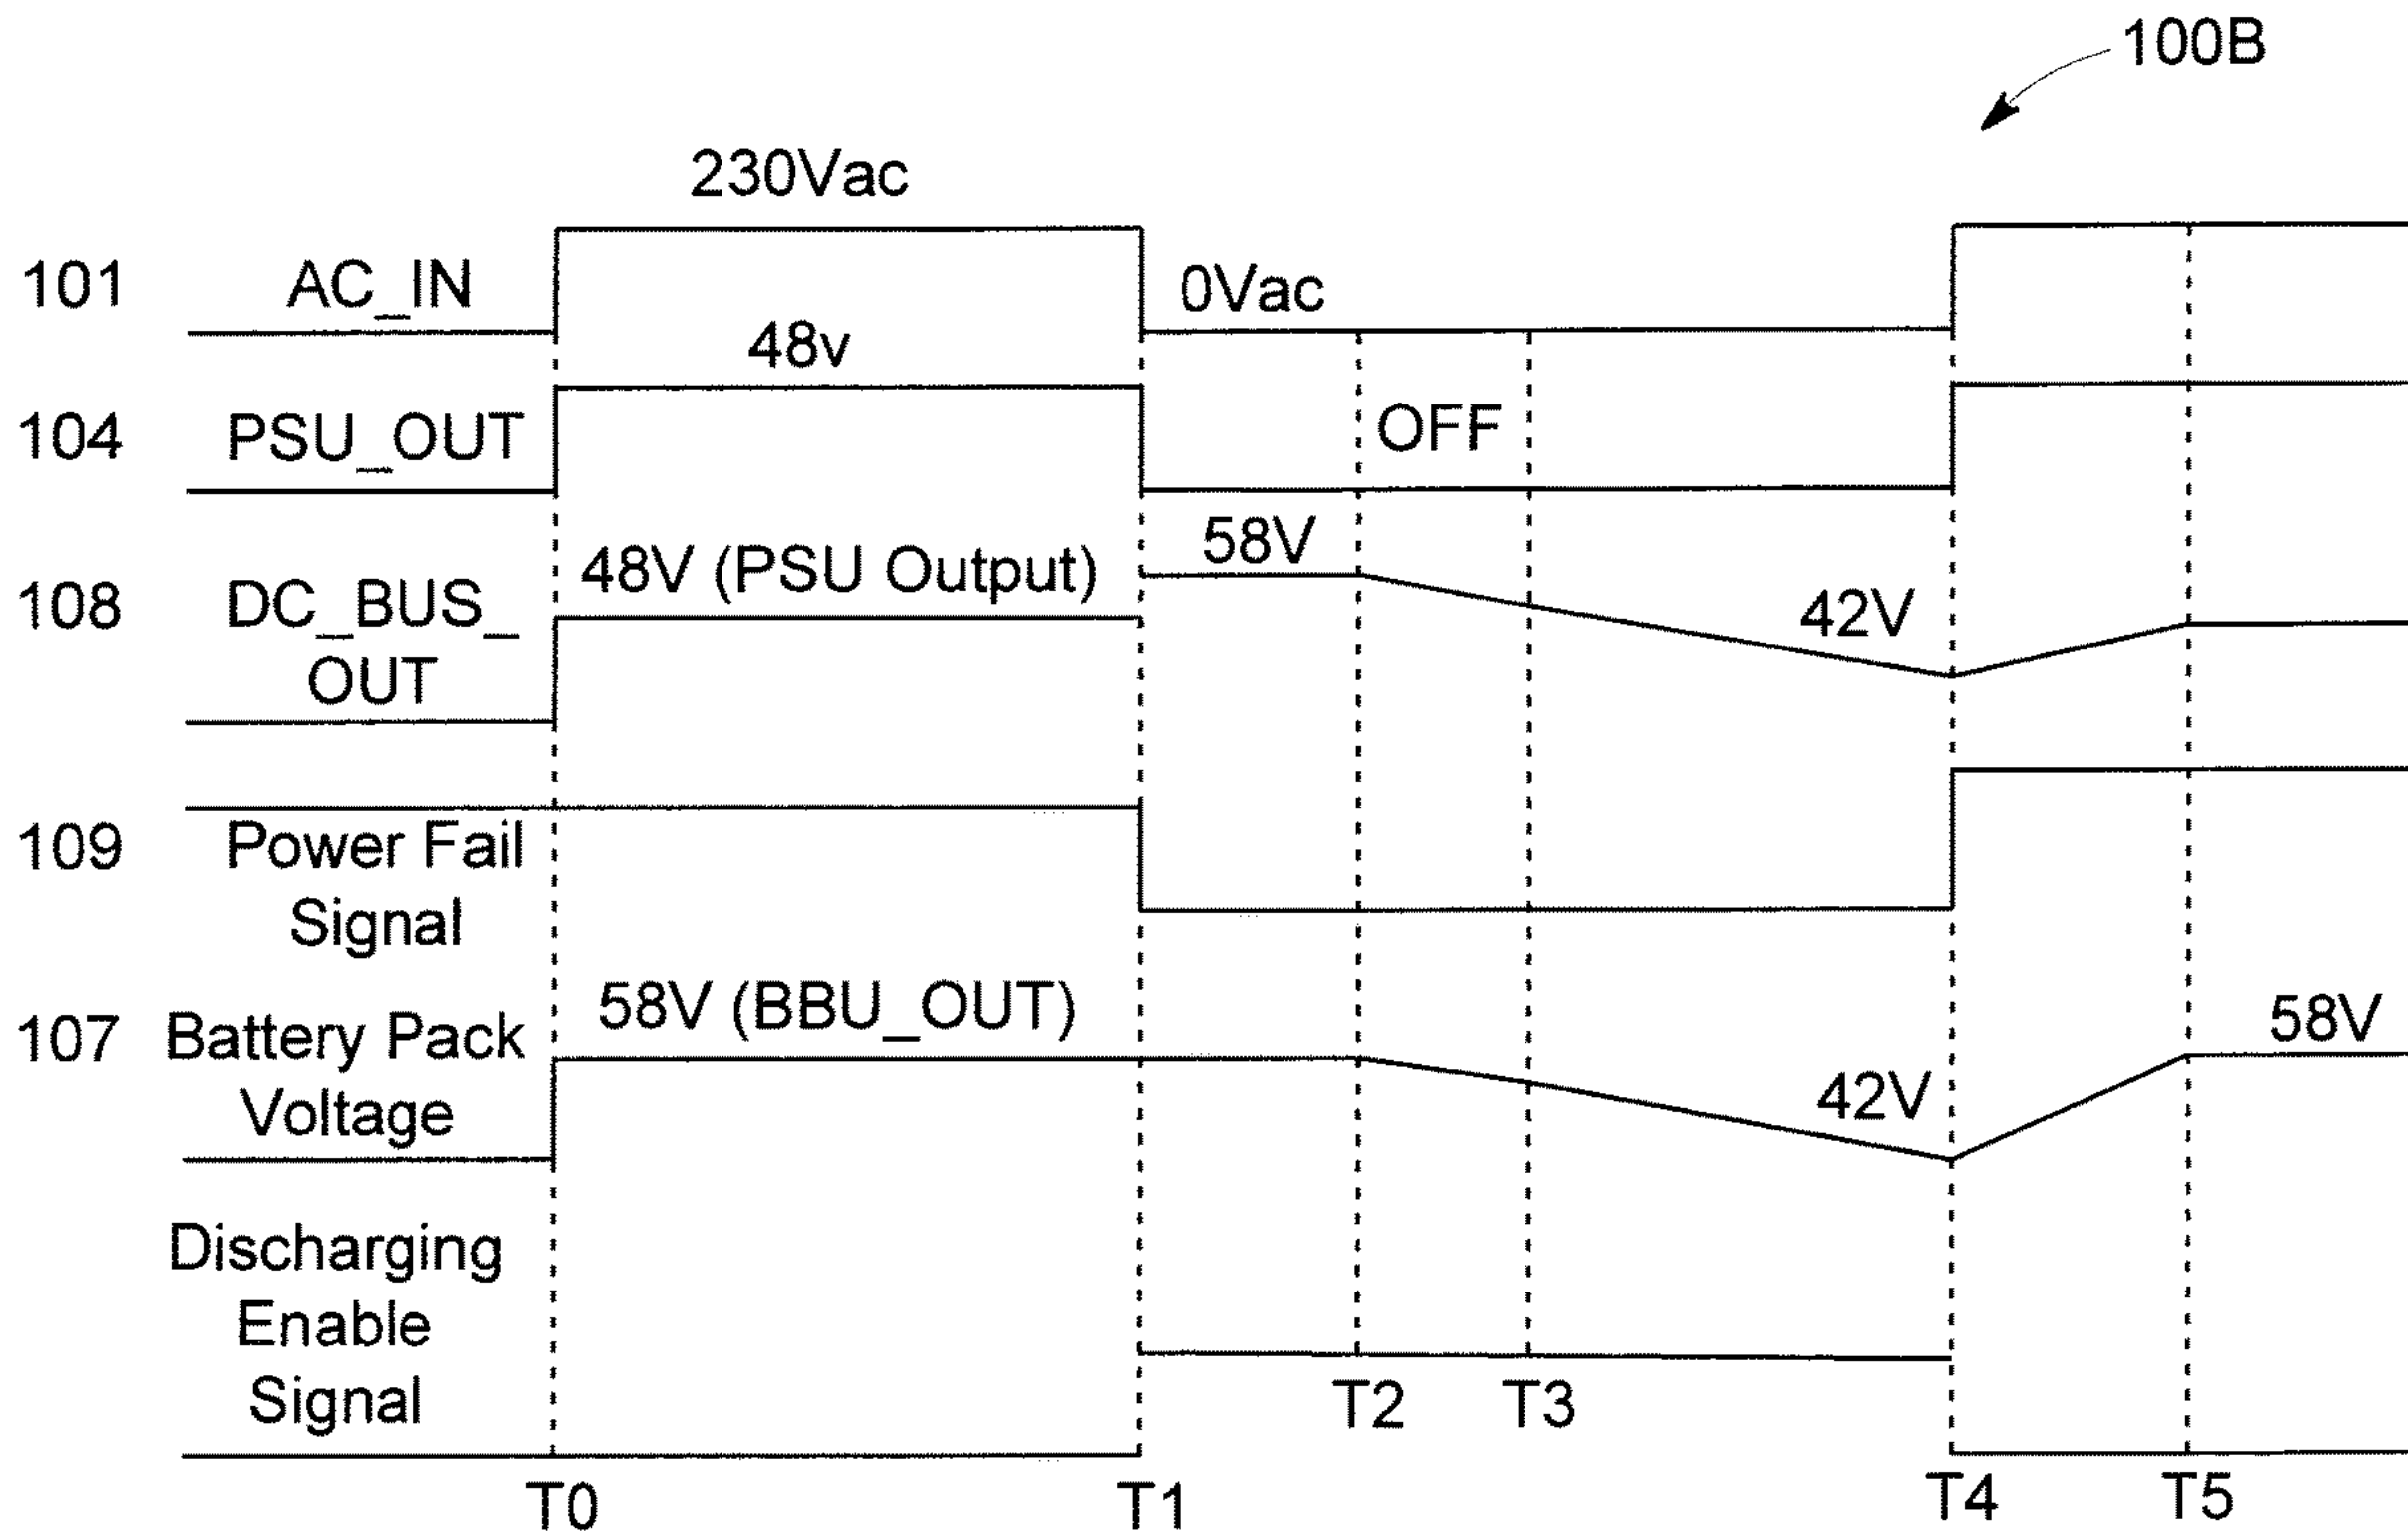 100B
230Vac
101 AC_IN 0Vac
48v
104 PSU_OUT OFF
48V (PSU Output) 58V
108 DC_BUS_ 42V
OUT
109 Power Fail
Signal
58V (BBU_OUT) 58V
107 Battery Pack
Voltage 42V
Discharging
Enable
Signal
T2 T3
T0 T1 T4 T5